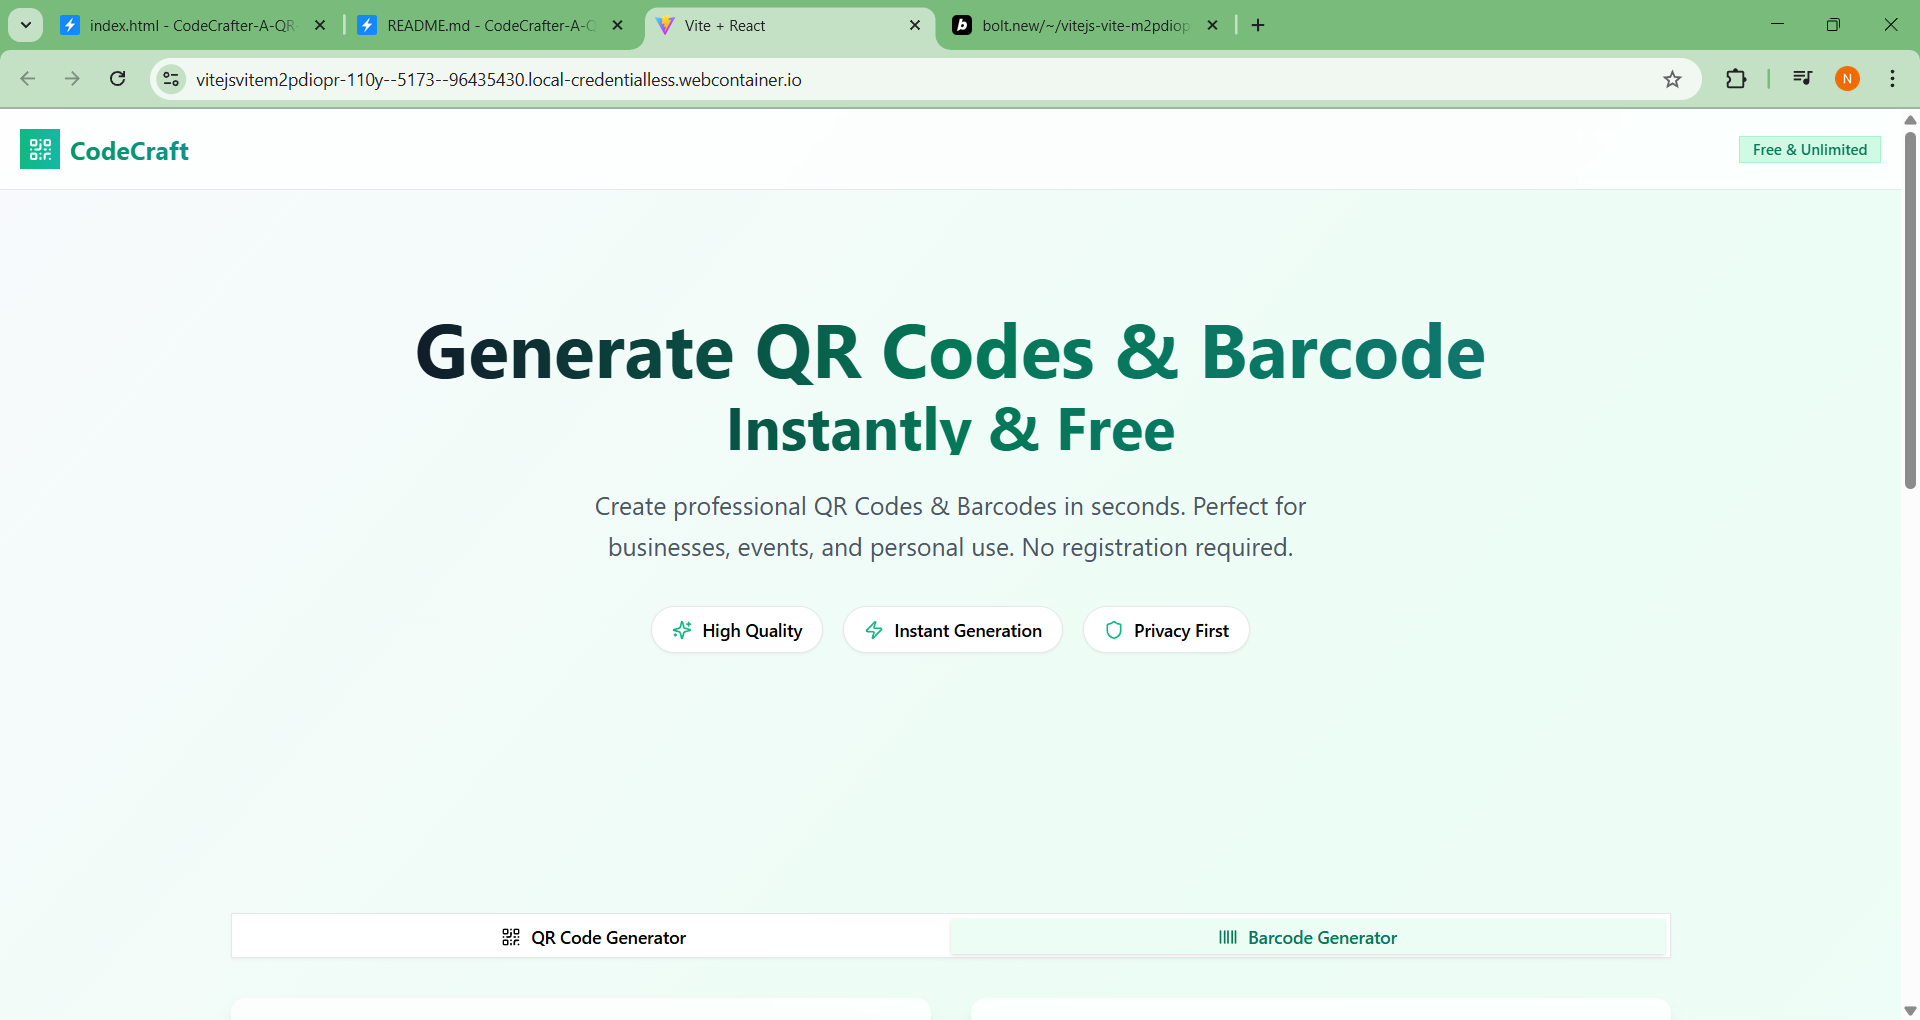 index.html - CodeCrafter-A-QR-
README.md - CodeCrafter-A-Q
Vite + React
bolt.new/~/vitejs-vite-m2pdiop
vitejsvitem2pdiopr-110y--5173--96435430.local-credentialless.webcontainer.io
N
CodeCraft
Free & Unlimited
Generate QR Codes & Barcode
Instantly & Free
Create professional QR Codes & Barcodes in seconds. Perfect for
businesses, events, and personal use. No registration required.
High Quality
Instant Generation
Privacy First
QR Code Generator
Barcode Generator